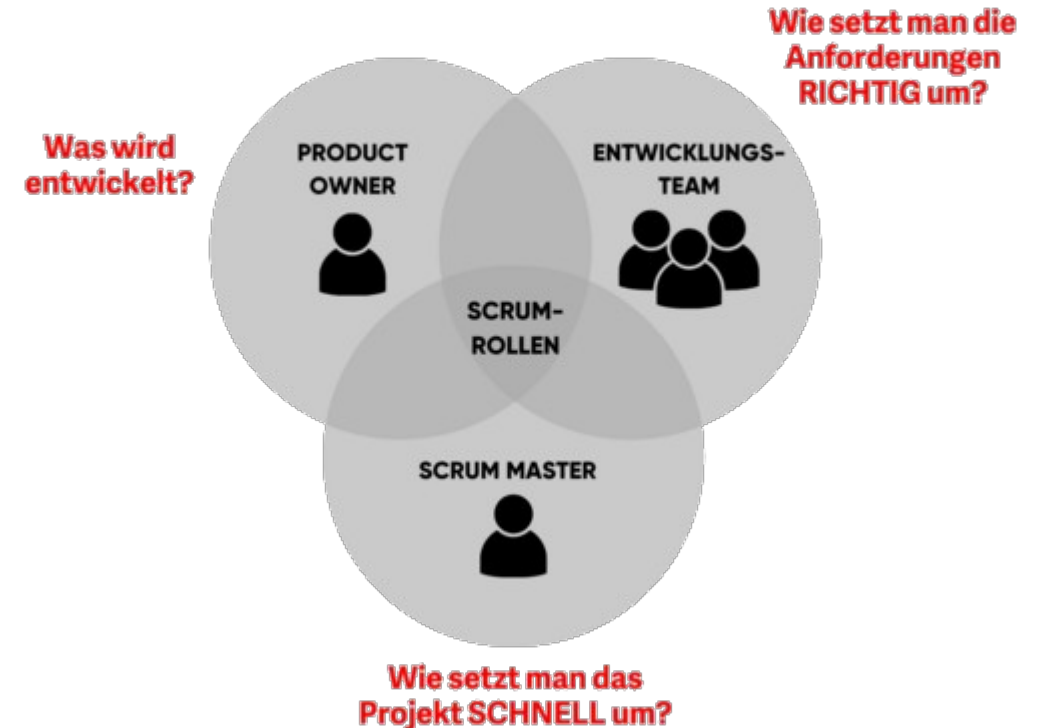 Wie setzt man die
Anforderungen
RICHTIG um?
Was wird
entwickelt?
PRODUCT
OWNER
ENTWICKLUNGS-
TEAM
SCRUM-
ROLLEN
SCRUM MASTER
Wie setzt man das
Projekt SCHNELL um?